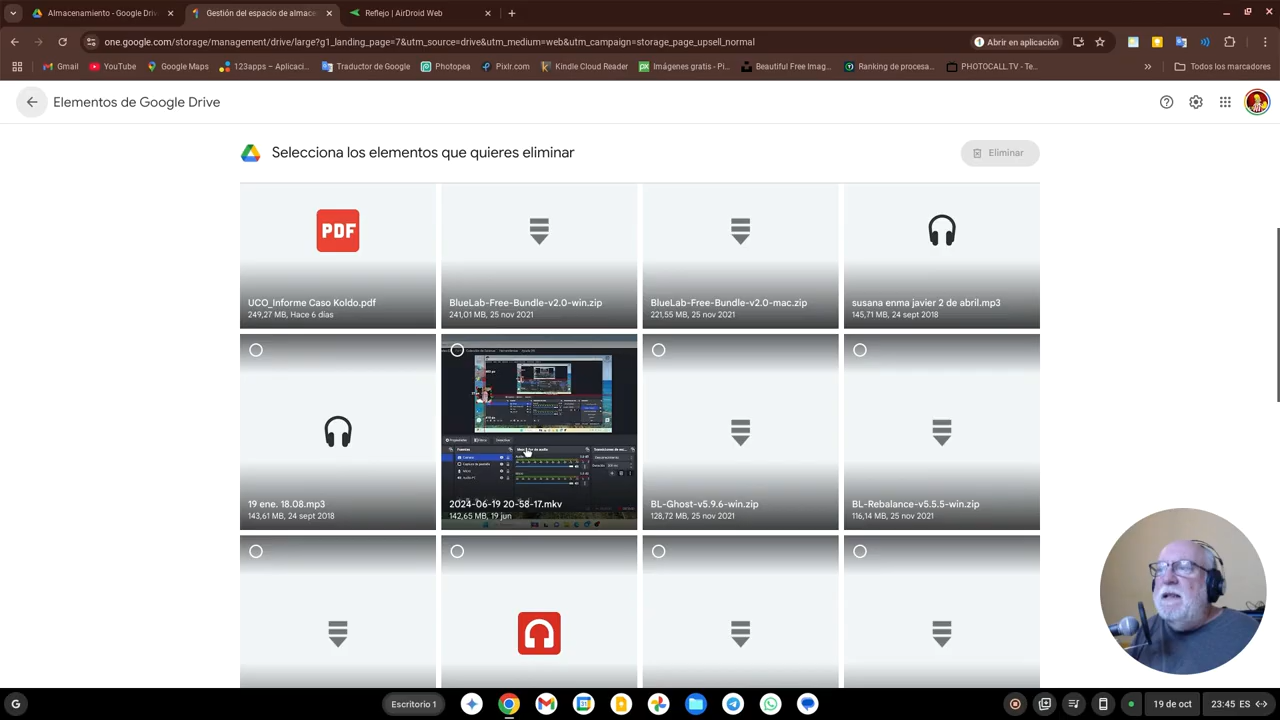 Almacenamiento - Google Driv
Gestión del espacio de almace
Reflejo | AirDroid Web
one.google.com/storage/management/drive/large?g1_landing_page=7&utm_source=drive&utm_medium=web&utm_campaign=storage_page_upsell_normal
Abrir en aplicación
Gmail
YouTube
Google Maps
123apps – Aplicaci...
Traductor de Google
Photopea
Pixlr.com
Kindle Cloud Reader
Imágenes gratis - Pi...
Beautiful Free Imag...
Ranking de procesa...
PHOTOCALL.TV - Te...
»
Todos los marcadores
Elementos de Google Drive
Selecciona los elementos que quieres eliminar
Eliminar
PDF
UCO_Informe Caso Koldo.pdf
249,27 MB, Hace 6 días
BlueLab-Free-Bundle-v2.0-win.zip
241,01 MB, 25 nov 2021
BlueLab-Free-Bundle-v2.0-mac.zip
221,55 MB, 25 nov 2021
susana enma javier 2 de abril.mp3
145,71 MB, 24 sept 2018
19 ene. 18.08.mp3
143,61 MB, 24 sept 2018
2024-06-19 20-58-17.mkv
142,65 MB, 19 jun
BL-Ghost-v5.9.6-win.zip
128,72 MB, 25 nov 2021
BL-Rebalance-v5.5.5-win.zip
116,14 MB, 25 nov 2021
G
Escritorio 1
19 de oct
23:45 ES